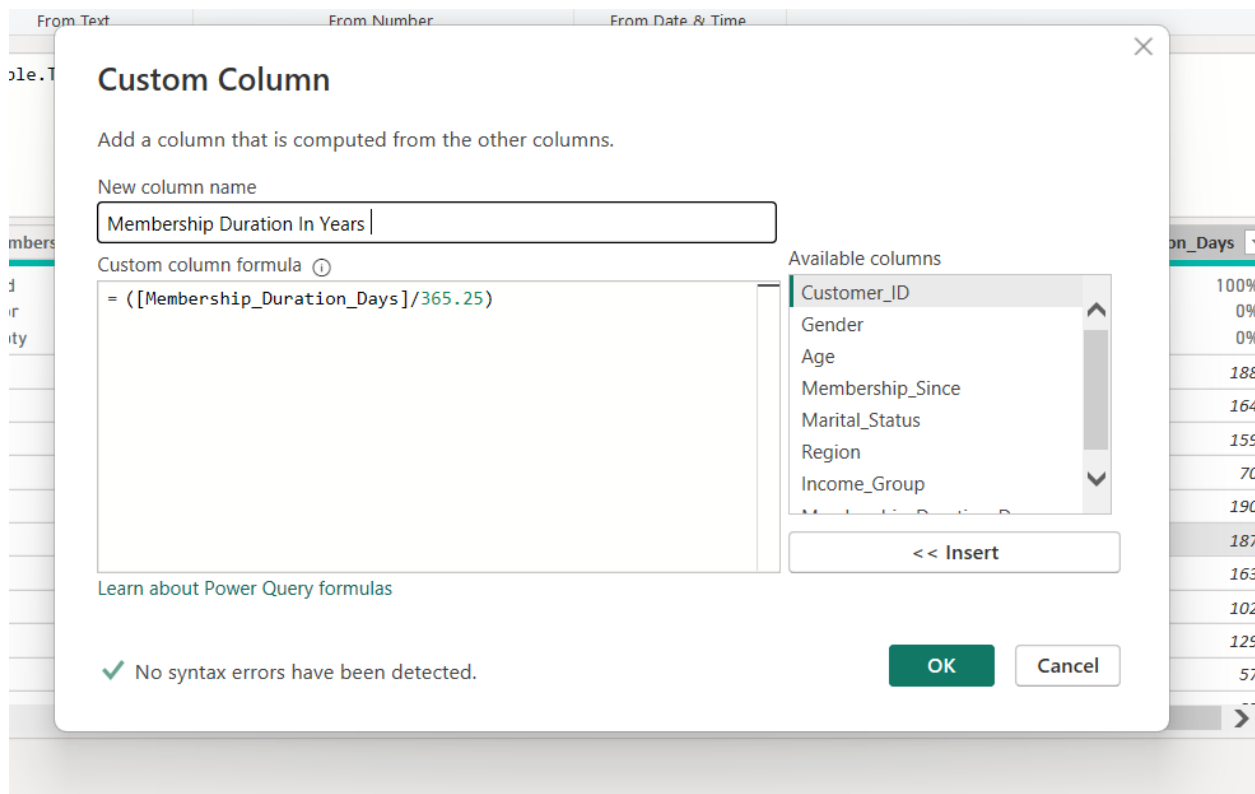 From Text From Number From Date & Time
ble.T
Custom Column
Add a column that is computed from the other columns.
New column name
Membership Duration In Years
Custom column formula
= ([Membership_Duration_Days]/365.25)
Available columns
Customer_ID
Gender
Age
Membership_Since
Marital_Status
Region
Income_Group
<< Insert
Learn about Power Query formulas
No syntax errors have been detected.
OK Cancel
mbers
on_Days
100%
0%
0%
188
164
159
70
190
187
163
102
129
57